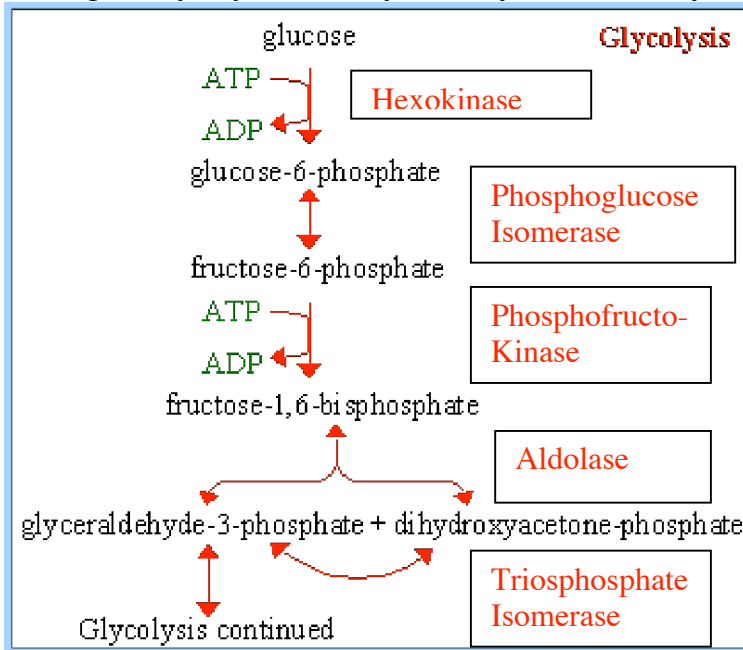 glucose
Glycolysis
ATP
Hexokinase
ADP
glucose-6-phosphate
Phosphoglucose
Isomerase
fructose-6-phosphate
ATP
Phosphofructo-
Kinase
ADP
fructose-1,6-bisphosphate
Aldolase
glyceraldehyde-3-phosphate + dihydroxyacetone-phosphate
Triosphosphate
Isomerase
Glycolysis continued